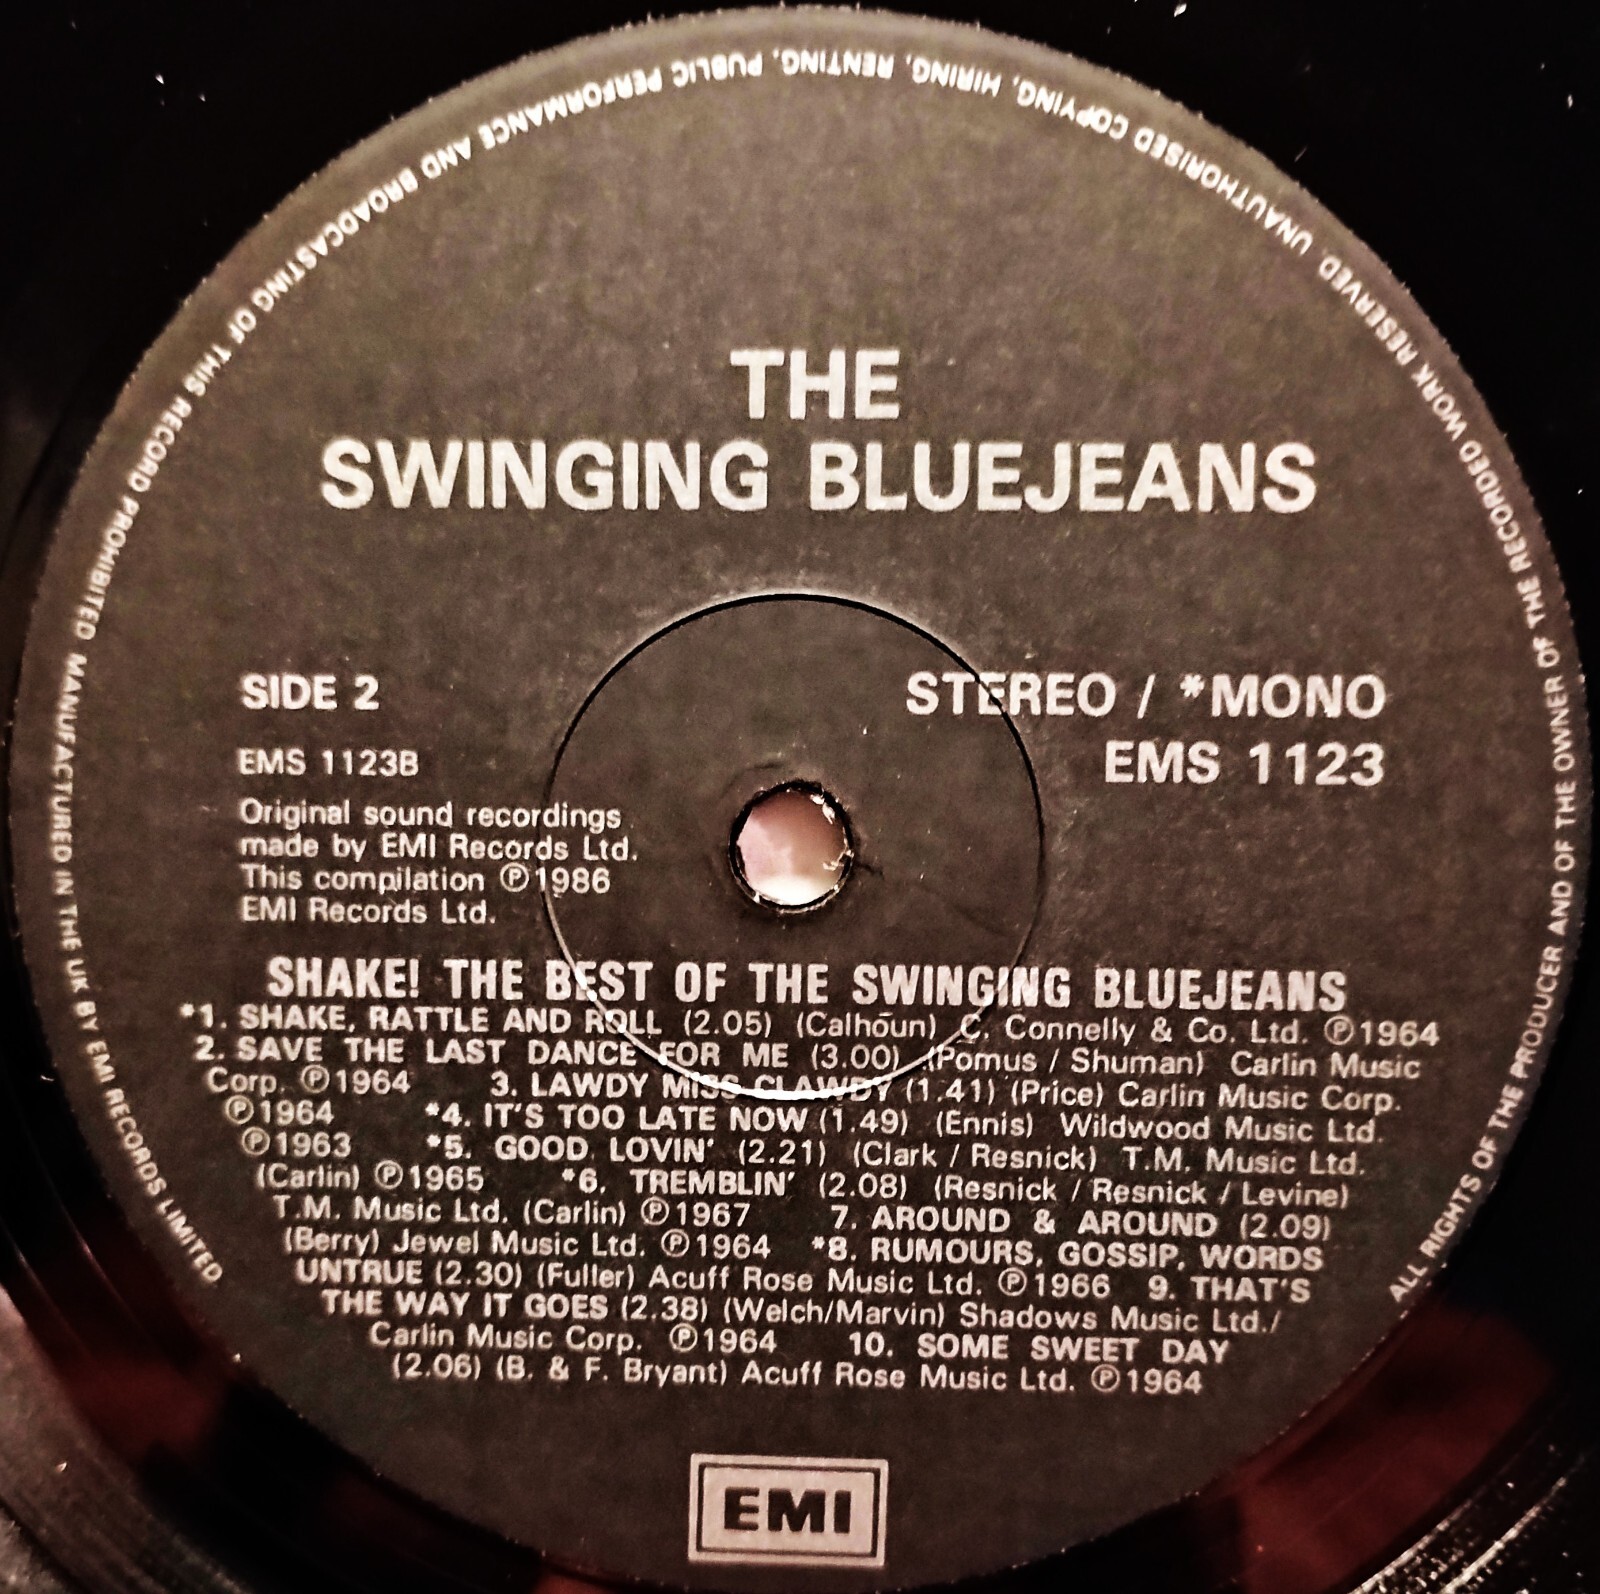 THE
SWINGING BLUEJEANS
SIDE 2
STEREO / *MONO
EMS 1123B
EMS 1123
Original sound recordings
made by EMI Records Ltd.
This compilation ℗1986
EMI Records Ltd.
SHAKE! THE BEST OF THE SWINGING BLUEJEANS
*1. SHAKE, RATTLE AND ROLL (2.05) (Calhoun) C. Connelly & Co. Ltd. ℗1964
2. SAVE THE LAST DANCE FOR ME (3.00) (Pomus / Shuman) Carlin Music
Corp. ℗1964 3. LAWDY MISS CLAWDY (1.41) (Price) Carlin Music Corp.
℗1964 *4. IT'S TOO LATE NOW (1.49) (Ennis) Wildwood Music Ltd.
℗1963 *5. GOOD LOVIN' (2.21) (Clark / Resnick) T.M. Music Ltd.
(Carlin) ℗1965 *6. TREMBLIN' (2.08) (Resnick / Resnick / Levine)
T.M. Music Ltd. (Carlin) ℗1967 7. AROUND & AROUND (2.09)
(Berry) Jewel Music Ltd. ℗1964 *8. RUMOURS, GOSSIP, WORDS
UNTRUE (2.30) (Fuller) Acuff Rose Music Ltd. ℗1966 9. THAT'S
THE WAY IT GOES (2.38) (Welch/Marvin) Shadows Music Ltd./
Carlin Music Corp. ℗1964 10. SOME SWEET DAY
(2.06) (B. & F. Bryant) Acuff Rose Music Ltd. ℗1964
EMI
ALL RIGHTS OF THE PRODUCER AND OF THE OWNER OF THE RECORDED WORK RESERVED. UNAUTHORISED COPYING, HIRING, RENTING, PUBLIC PERFORMANCE AND BROADCASTING OF THIS RECORD PROHIBITED MANUFACTURED IN THE UK BY EMI RECORDS LIMITED